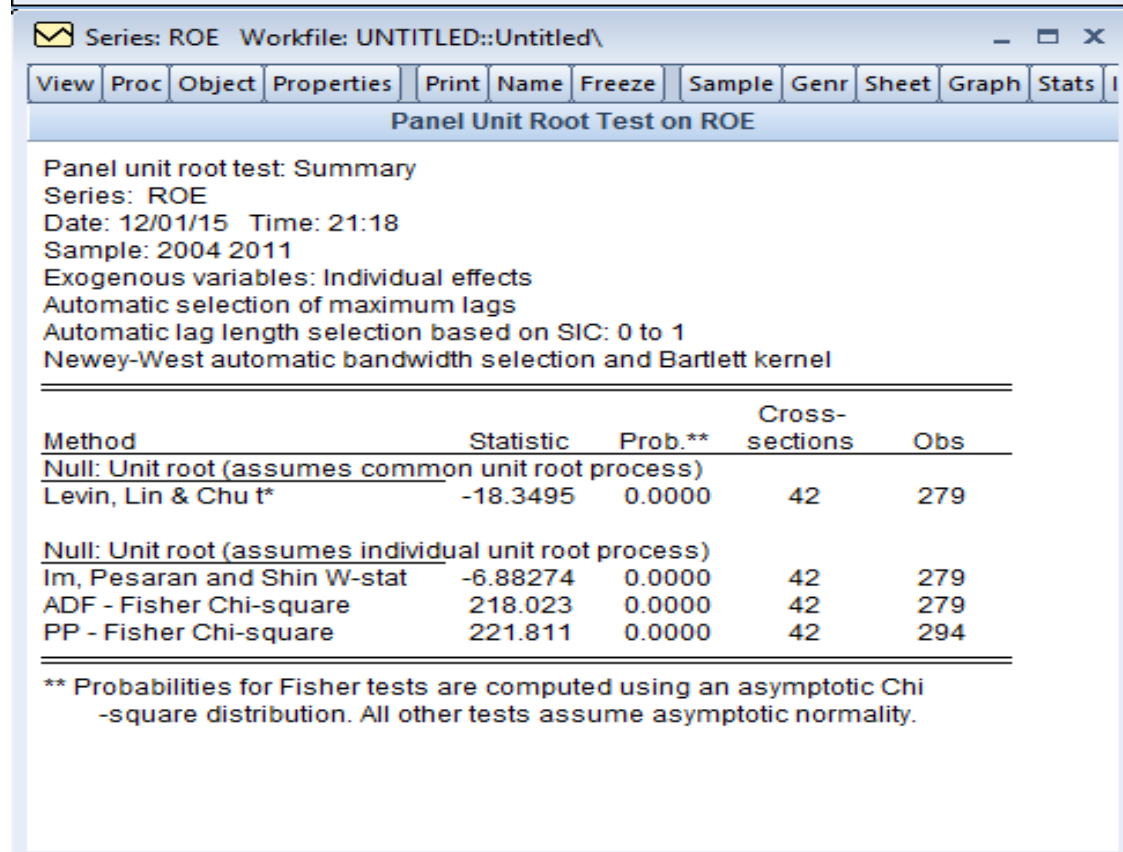 Series: ROE Workfile: UNTITLED::Untitled\
View Proc Object Properties Print Name Freeze Sample Genr Sheet Graph Stats
Panel Unit Root Test on ROE
Panel unit root test: Summary
Series: ROE
Date: 12/01/15 Time: 21:18
Sample: 2004 2011
Exogenous variables: Individual effects
Automatic selection of maximum lags
Automatic lag length selection based on SIC: 0 to 1
Newey-West automatic bandwidth selection and Bartlett kernel
Cross-
Method Statistic Prob.** sections Obs
Null: Unit root (assumes common unit root process)
Levin, Lin & Chu t* -18.3495 0.0000 42 279
Null: Unit root (assumes individual unit root process)
Im, Pesaran and Shin W-stat -6.88274 0.0000 42 279
ADF - Fisher Chi-square 218.023 0.0000 42 279
PP - Fisher Chi-square 221.811 0.0000 42 294
** Probabilities for Fisher tests are computed using an asymptotic Chi
-square distribution. All other tests assume asymptotic normality.